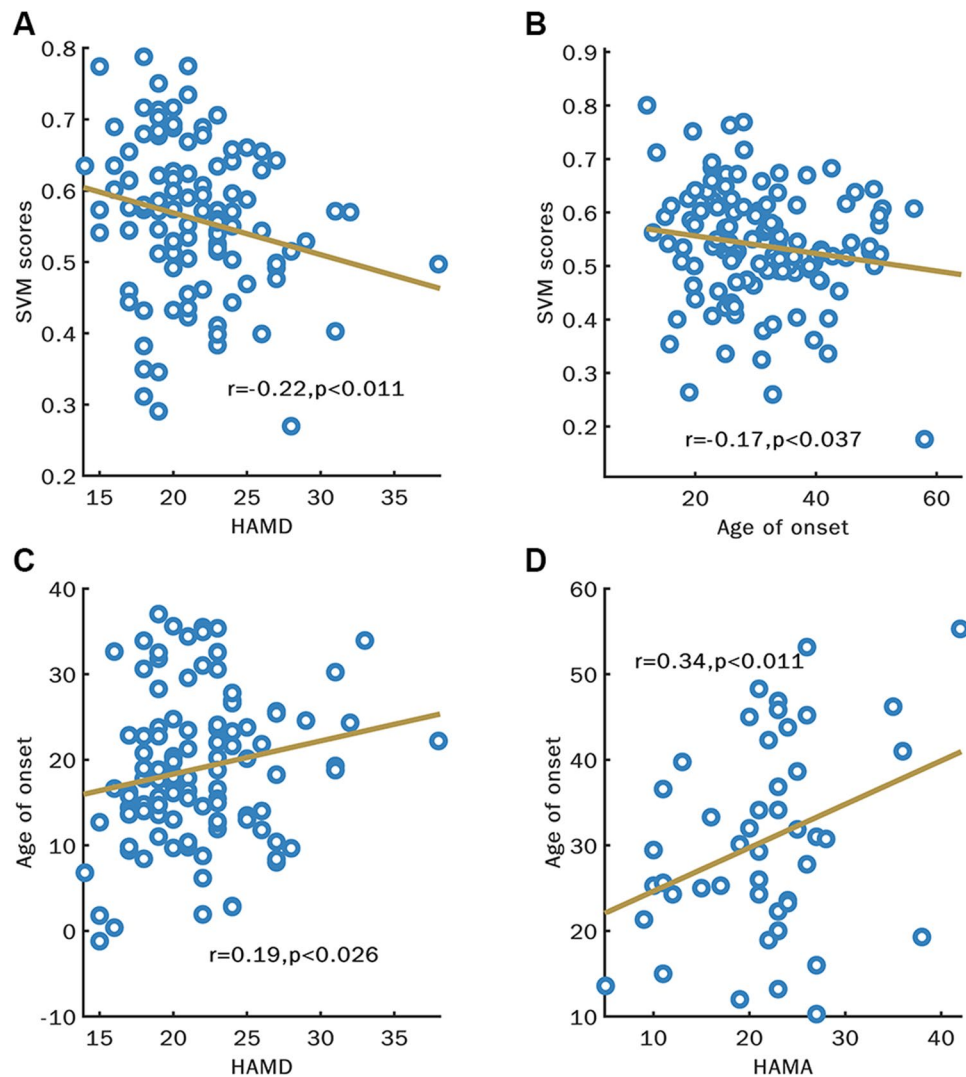 A
0.8
0.7
0.6
0.5
0.4
0.3
0.2
SVM scores
r=-0.22,p<0.011
15 20 25 30 35
HAMD
B
0.9
0.8
0.7
0.6
0.5
0.4
0.3
0.2
SVM scores
r=-0.17,p<0.037
20 40 60
Age of onset
C
40
30
20
10
0
-10
Age of onset
r=0.19,p<0.026
15 20 25 30 35
HAMD
D
60
50
40
30
20
10
Age of onset
r=0.34,p<0.011
10 20 30 40
HAMA